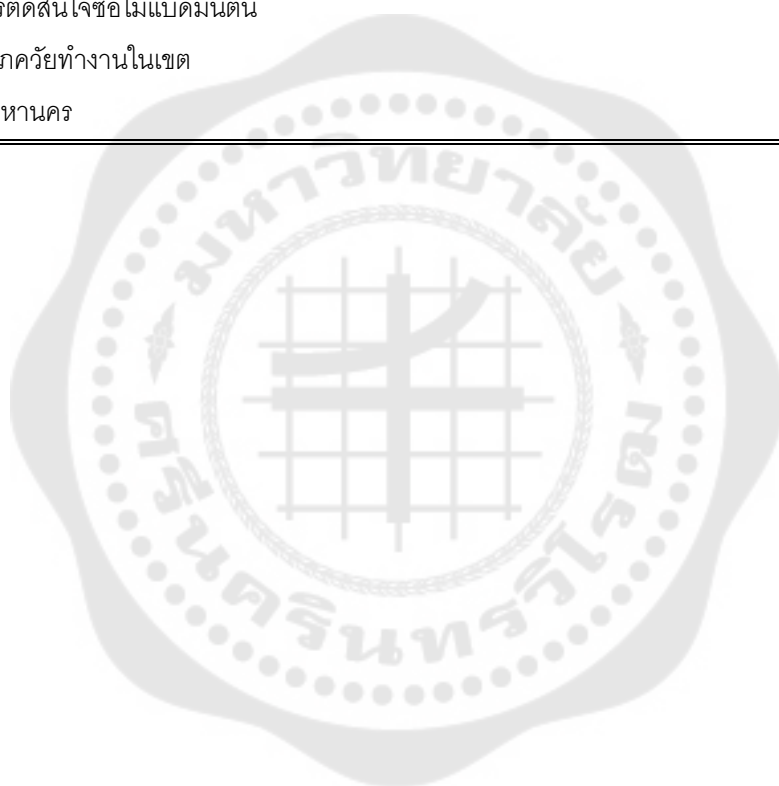 รตัดสินใจซื้อไม้แบดมินตัน
ภควัยทำงานในเขต
หานคร
มหาวิทยาลัย
ศรีนครินทรวิโรฒ